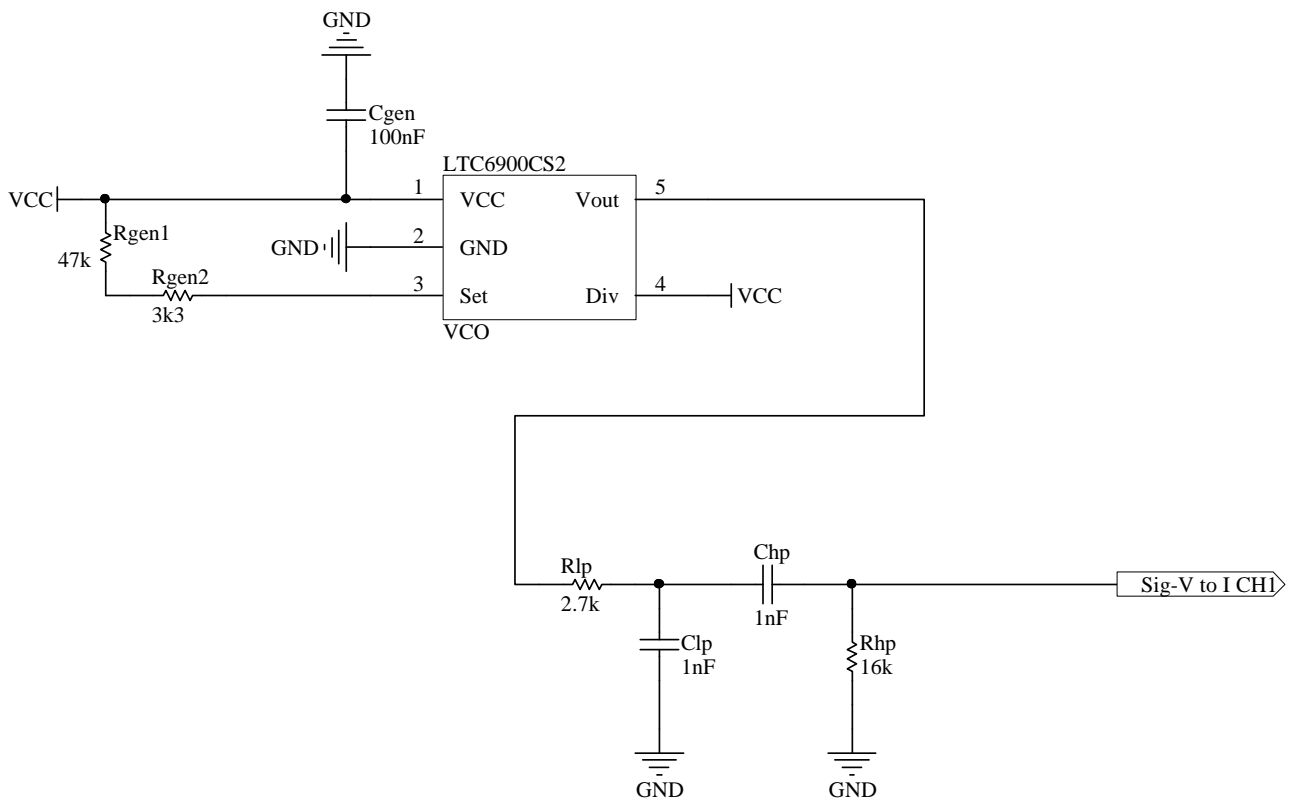 GND
Cgen
100nF
LTC6900CS2
VCC
1
VCC
Vout
5
Rgen1
47k
GND
2
GND
Rgen2
3k3
3
Set
Div
4
VCC
VCO
Rlp
2.7k
Chp
1nF
Sig-V to I CH1
Clp
1nF
Rhp
16k
GND
GND